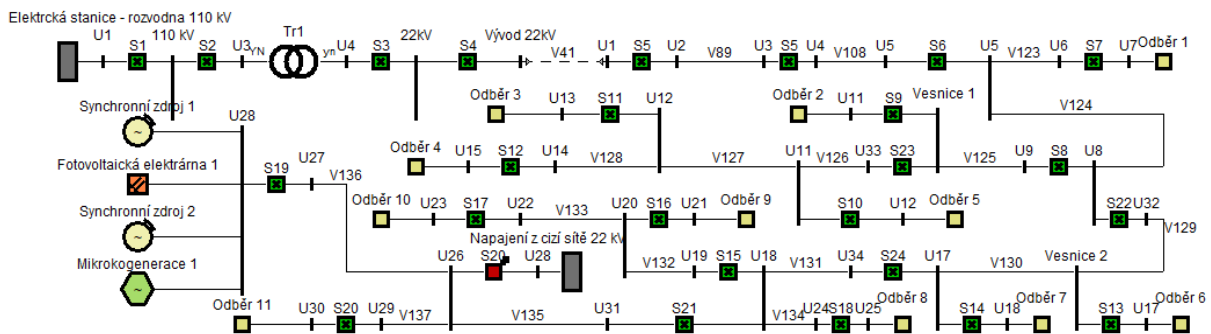 Elektrcká stanice - rozvodna 110 kV
U1 S1 110 kV S2 U3 YN Tr1 yn U4 S3 22kV S4 Vývod 22kV V41 U1 S5 U2 V89 U3 S5 U4 V108 U5 S6 U5 V123 U6 S7 U7 Odběr 1
Synchronní zdroj 1 U28 Odběr 3 U13 S11 U12 Odběr 2 U11 S9 Vesnice 1 V124
Fotovoltaická elektrárna 1 S19 U27 V136 Odběr 4 U15 S12 U14 V128 V127 U11 V126 U33 S23 V125 U9 S8 U8
Synchronní zdroj 2 Odběr 10 U23 S17 U22 V133 U20 S16 U21 Odběr 9 S10 U12 Odběr 5 S22 U32 V129
Napajení z cizí sítě 22 kV
Mikrokogenerace 1 U26 S20 U28 V132 U19 S15 U18 V131 U34 S24 U17 V130 Vesnice 2
Odběr 11 U30 S20 U29 V137 V135 U31 S21 V134 U24 S18 U25 Odběr 8 S14 U18 Odběr 7 S13 U17 Odběr 6